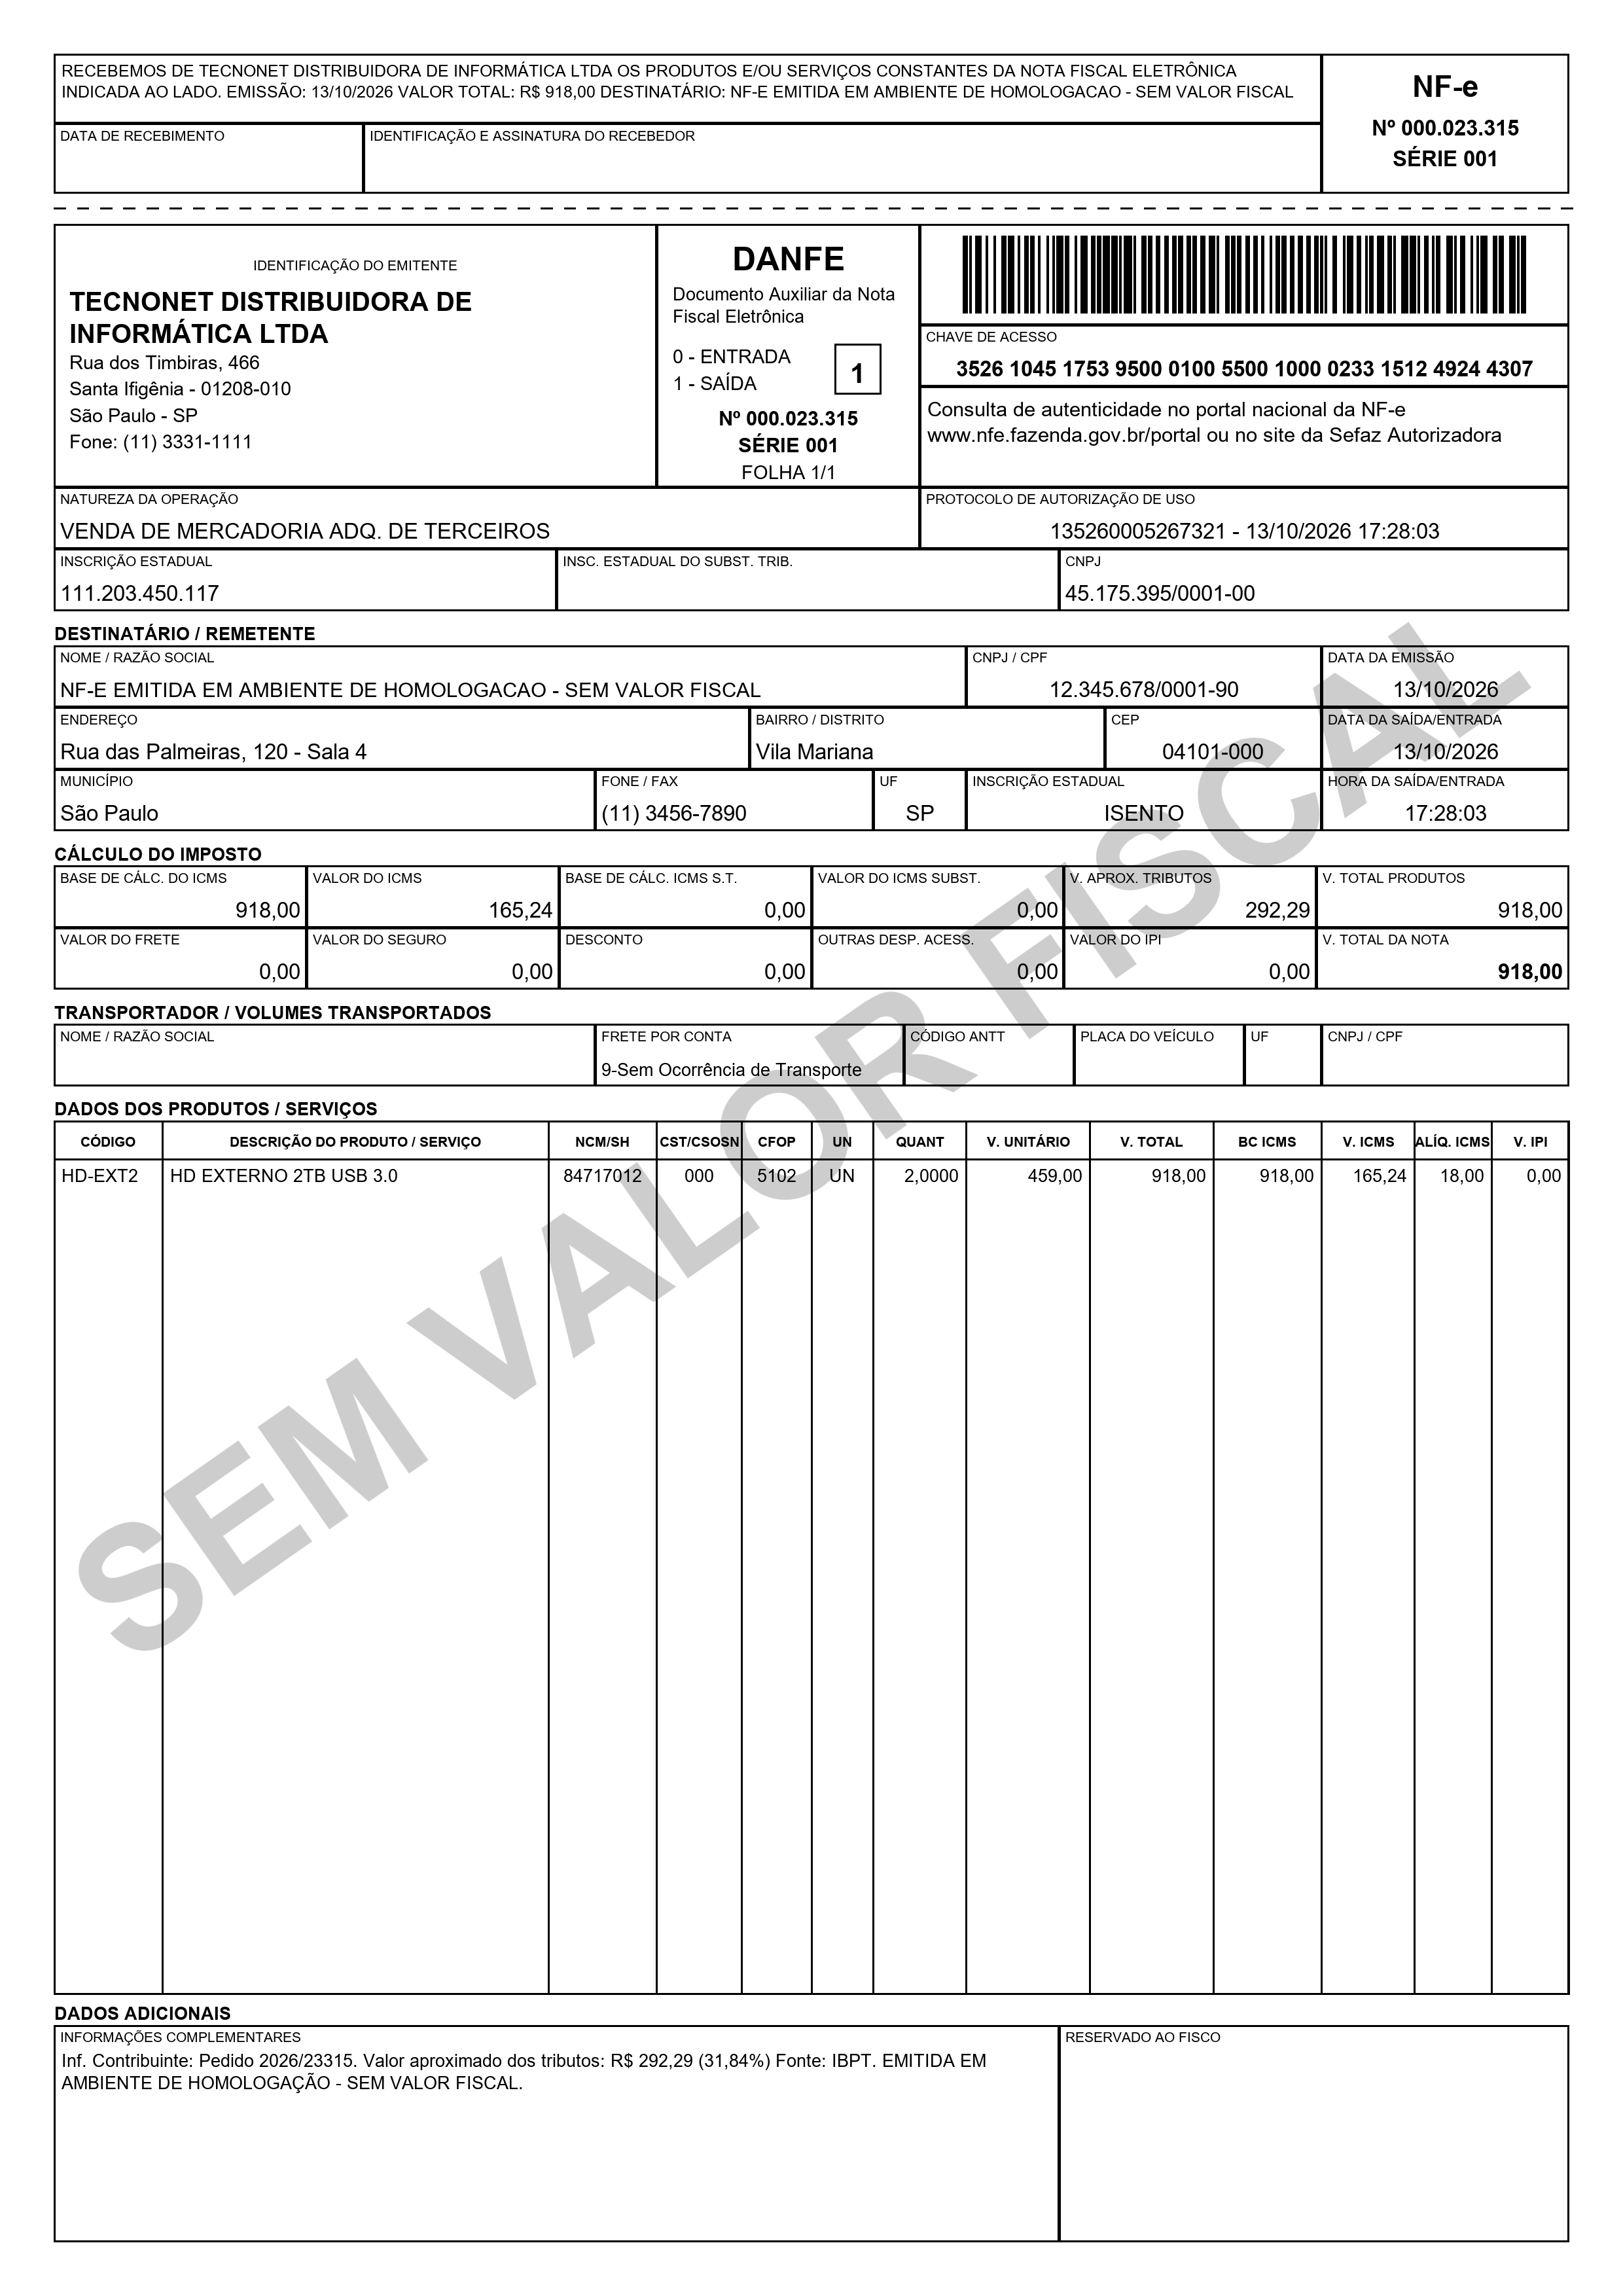 RECEBEMOS DE TECNONET DISTRIBUIDORA DE INFORMÁTICA LTDA OS PRODUTOS E/OU SERVIÇOS CONSTANTES DA NOTA FISCAL ELETRÔNICA
INDICADA AO LADO. EMISSÃO: 13/10/2026 VALOR TOTAL: R$ 918,00 DESTINATÁRIO: NF-E EMITIDA EM AMBIENTE DE HOMOLOGACAO - SEM VALOR FISCAL
DATA DE RECEBIMENTO
IDENTIFICAÇÃO E ASSINATURA DO RECEBEDOR
NF-e
Nº 000.023.315
SÉRIE 001
IDENTIFICAÇÃO DO EMITENTE
TECNONET DISTRIBUIDORA DE
INFORMÁTICA LTDA
Rua dos Timbiras, 466
Santa Ifigênia - 01208-010
São Paulo - SP
Fone: (11) 3331-1111
DANFE
Documento Auxiliar da Nota
Fiscal Eletrônica
0 - ENTRADA
1 - SAÍDA
1
Nº 000.023.315
SÉRIE 001
FOLHA 1/1
CHAVE DE ACESSO
3526 1045 1753 9500 0100 5500 1000 0233 1512 4924 4307
Consulta de autenticidade no portal nacional da NF-e
www.nfe.fazenda.gov.br/portal ou no site da Sefaz Autorizadora
NATUREZA DA OPERAÇÃO
VENDA DE MERCADORIA ADQ. DE TERCEIROS
PROTOCOLO DE AUTORIZAÇÃO DE USO
135260005267321 - 13/10/2026 17:28:03
INSCRIÇÃO ESTADUAL
111.203.450.117
INSC. ESTADUAL DO SUBST. TRIB.
CNPJ
45.175.395/0001-00
DESTINATÁRIO / REMETENTE
NOME / RAZÃO SOCIAL
NF-E EMITIDA EM AMBIENTE DE HOMOLOGACAO - SEM VALOR FISCAL
CNPJ / CPF
12.345.678/0001-90
DATA DA EMISSÃO
13/10/2026
ENDEREÇO
Rua das Palmeiras, 120 - Sala 4
BAIRRO / DISTRITO
Vila Mariana
CEP
04101-000
DATA DA SAÍDA/ENTRADA
13/10/2026
MUNICÍPIO
São Paulo
FONE / FAX
(11) 3456-7890
UF
SP
INSCRIÇÃO ESTADUAL
ISENTO
HORA DA SAÍDA/ENTRADA
17:28:03
CÁLCULO DO IMPOSTO
BASE DE CÁLC. DO ICMS
918,00
VALOR DO ICMS
165,24
BASE DE CÁLC. ICMS S.T.
0,00
VALOR DO ICMS SUBST.
0,00
V. APROX. TRIBUTOS
292,29
V. TOTAL PRODUTOS
918,00
VALOR DO FRETE
0,00
VALOR DO SEGURO
0,00
DESCONTO
0,00
OUTRAS DESP. ACESS.
0,00
VALOR DO IPI
0,00
V. TOTAL DA NOTA
918,00
TRANSPORTADOR / VOLUMES TRANSPORTADOS
NOME / RAZÃO SOCIAL
FRETE POR CONTA
9-Sem Ocorrência de Transporte
CÓDIGO ANTT
PLACA DO VEÍCULO
UF
CNPJ / CPF
DADOS DOS PRODUTOS / SERVIÇOS
CÓDIGO DESCRIÇÃO DO PRODUTO / SERVIÇO NCM/SH CST/CSOSN CFOP UN QUANT V. UNITÁRIO V. TOTAL BC ICMS V. ICMS ALÍQ. ICMS V. IPI
HD-EXT2 HD EXTERNO 2TB USB 3.0 84717012 000 5102 UN 2,0000 459,00 918,00 918,00 165,24 18,00 0,00
SEM VALOR FISCAL
DADOS ADICIONAIS
INFORMAÇÕES COMPLEMENTARES
Inf. Contribuinte: Pedido 2026/23315. Valor aproximado dos tributos: R$ 292,29 (31,84%) Fonte: IBPT. EMITIDA EM
AMBIENTE DE HOMOLOGAÇÃO - SEM VALOR FISCAL.
RESERVADO AO FISCO